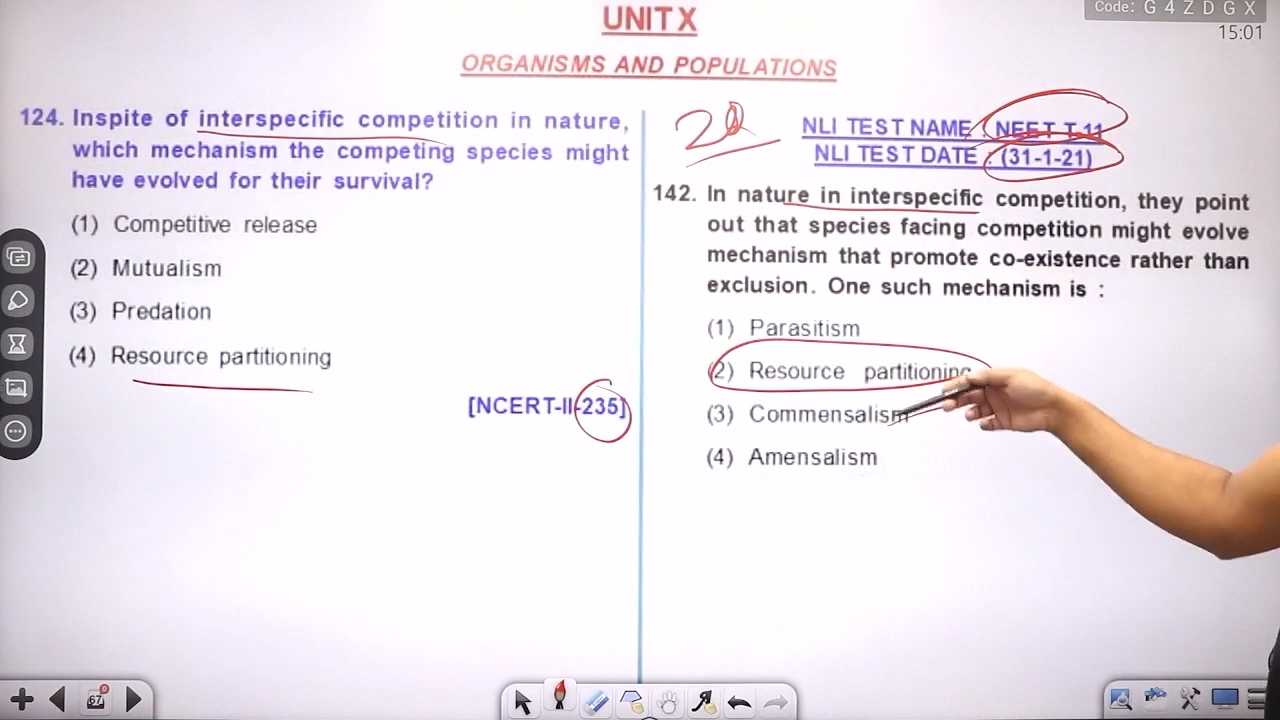 UNIT X
ORGANISMS AND POPULATIONS
Code: G 4 Z D G X
15:01
124. Inspite of interspecific competition in nature,
which mechanism the competing species might
have evolved for their survival?
(1) Competitive release
(2) Mutualism
(3) Predation
(4) Resource partitioning
[NCERT-II-235]
NLI TEST NAME : NEET T-11
NLI TEST DATE : (31-1-21)
142. In nature in interspecific competition, they point
out that species facing competition might evolve
mechanism that promote co-existence rather than
exclusion. One such mechanism is :
(1) Parasitism
(2) Resource partitioning
(3) Commensalism
(4) Amensalism
67